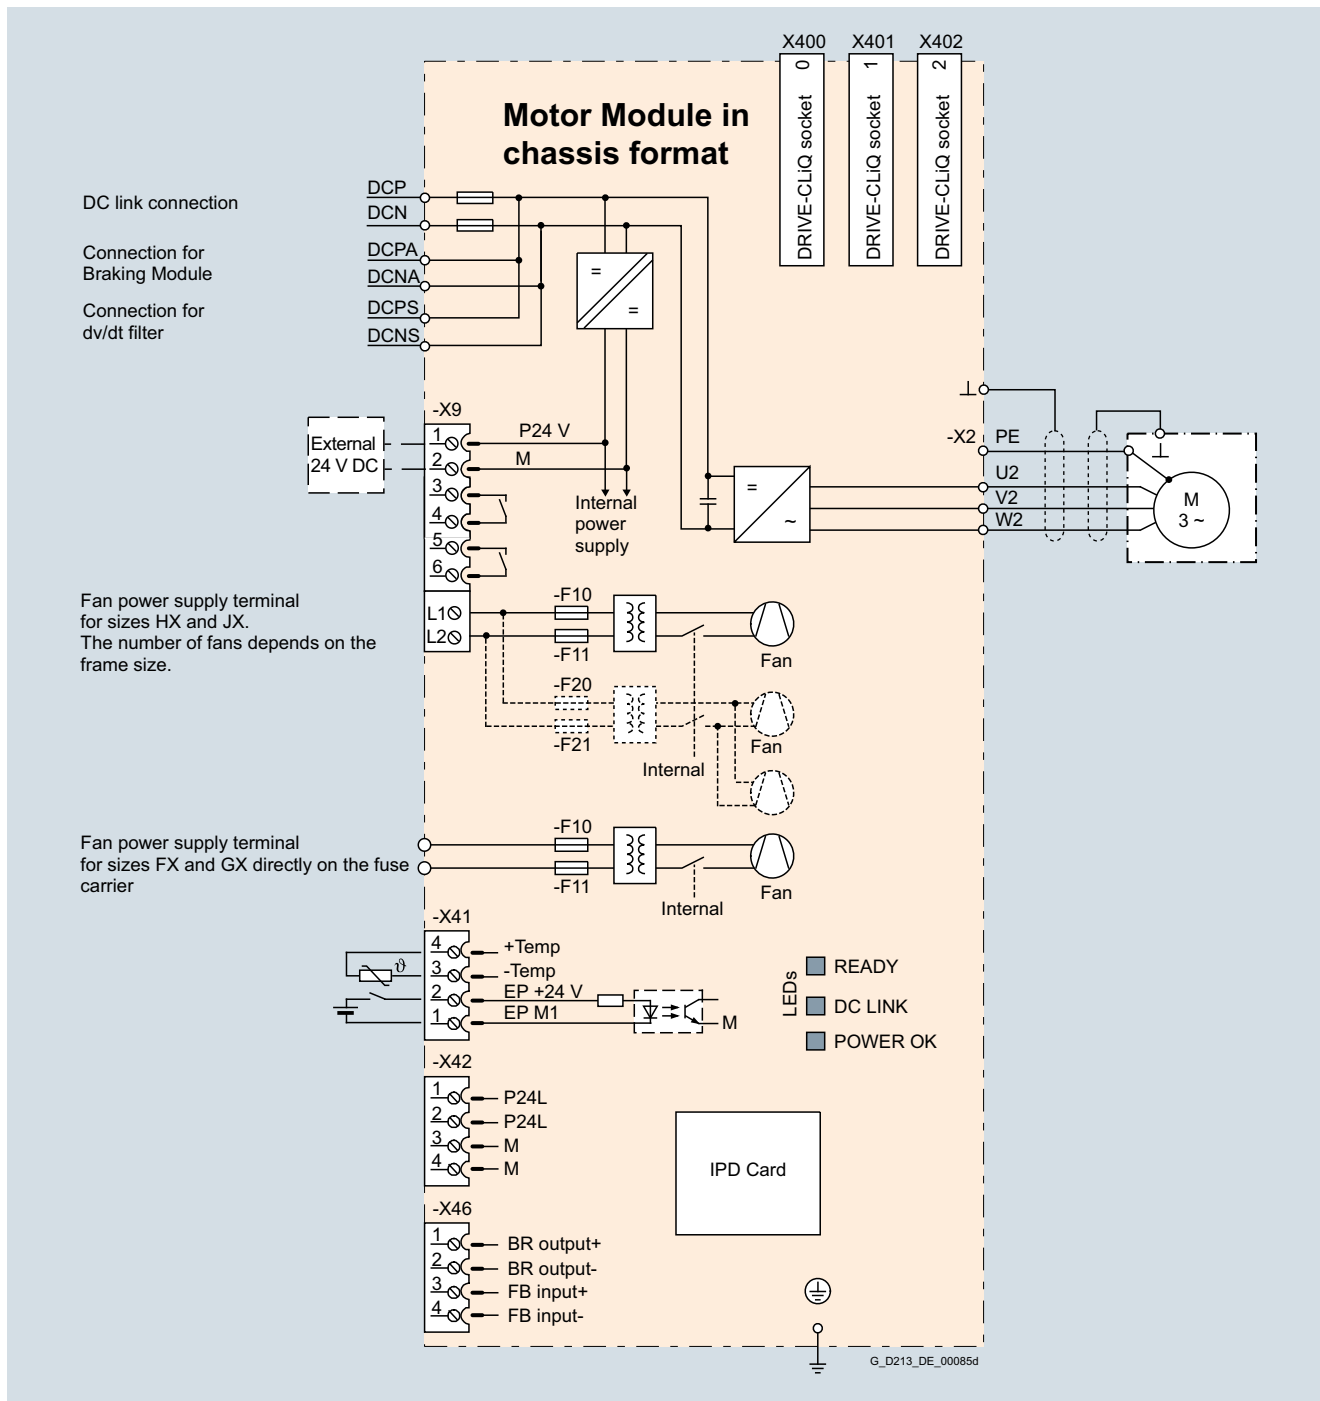 X400 X401 X402
0 1 2
DRIVE-CLiQ socket
DRIVE-CLiQ socket
DRIVE-CLiQ socket
Motor Module in
chassis format
DC link connection
DCP
DCN
Connection for
Braking Module
DCPA
DCNA
Connection for
dv/dt filter
DCPS
DCNS
=
=
-X9
External
24 V DC
1
2
3
4
5
6
P24 V
M
Internal
power
supply
=
~
-X2
PE
U2
V2
W2
M
3 ~
Fan power supply terminal
for sizes HX and JX.
The number of fans depends on the
frame size.
L1
L2
-F10
-F11
Fan
-F20
-F21
Fan
Internal
Fan power supply terminal
for sizes FX and GX directly on the fuse
carrier
-F10
-F11
Fan
Internal
-X41
4 +Temp
3 -Temp
2 EP +24 V
1 EP M1
ϑ
M
LEDs
READY
DC LINK
POWER OK
-X42
1 P24L
2 P24L
3 M
4 M
IPD Card
-X46
1 BR output+
2 BR output-
3 FB input+
4 FB input-
G_D213_DE_00085d